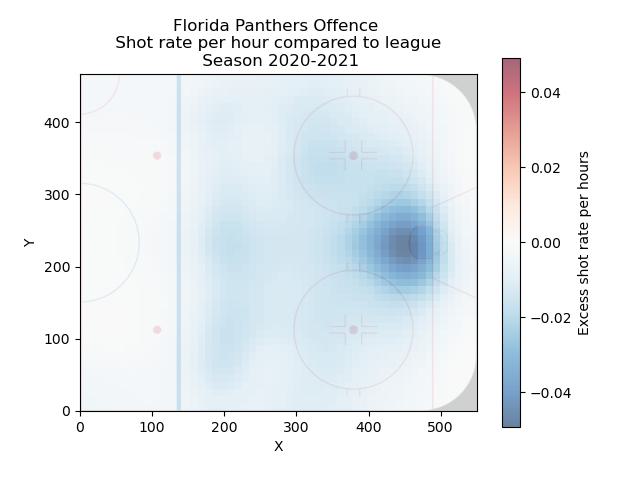 Florida Panthers Offence
Shot rate per hour compared to league
Season 2020-2021
Y
400
300
200
100
0
0 100 200 300 400 500
X
0.04
0.02
0.00
−0.02
−0.04
Excess shot rate per hours